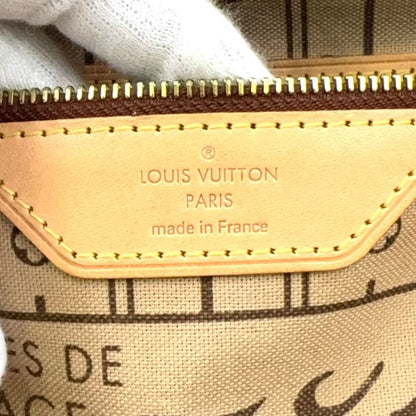 ®
LOUIS VUITTON
PARIS
made in France
ES DE